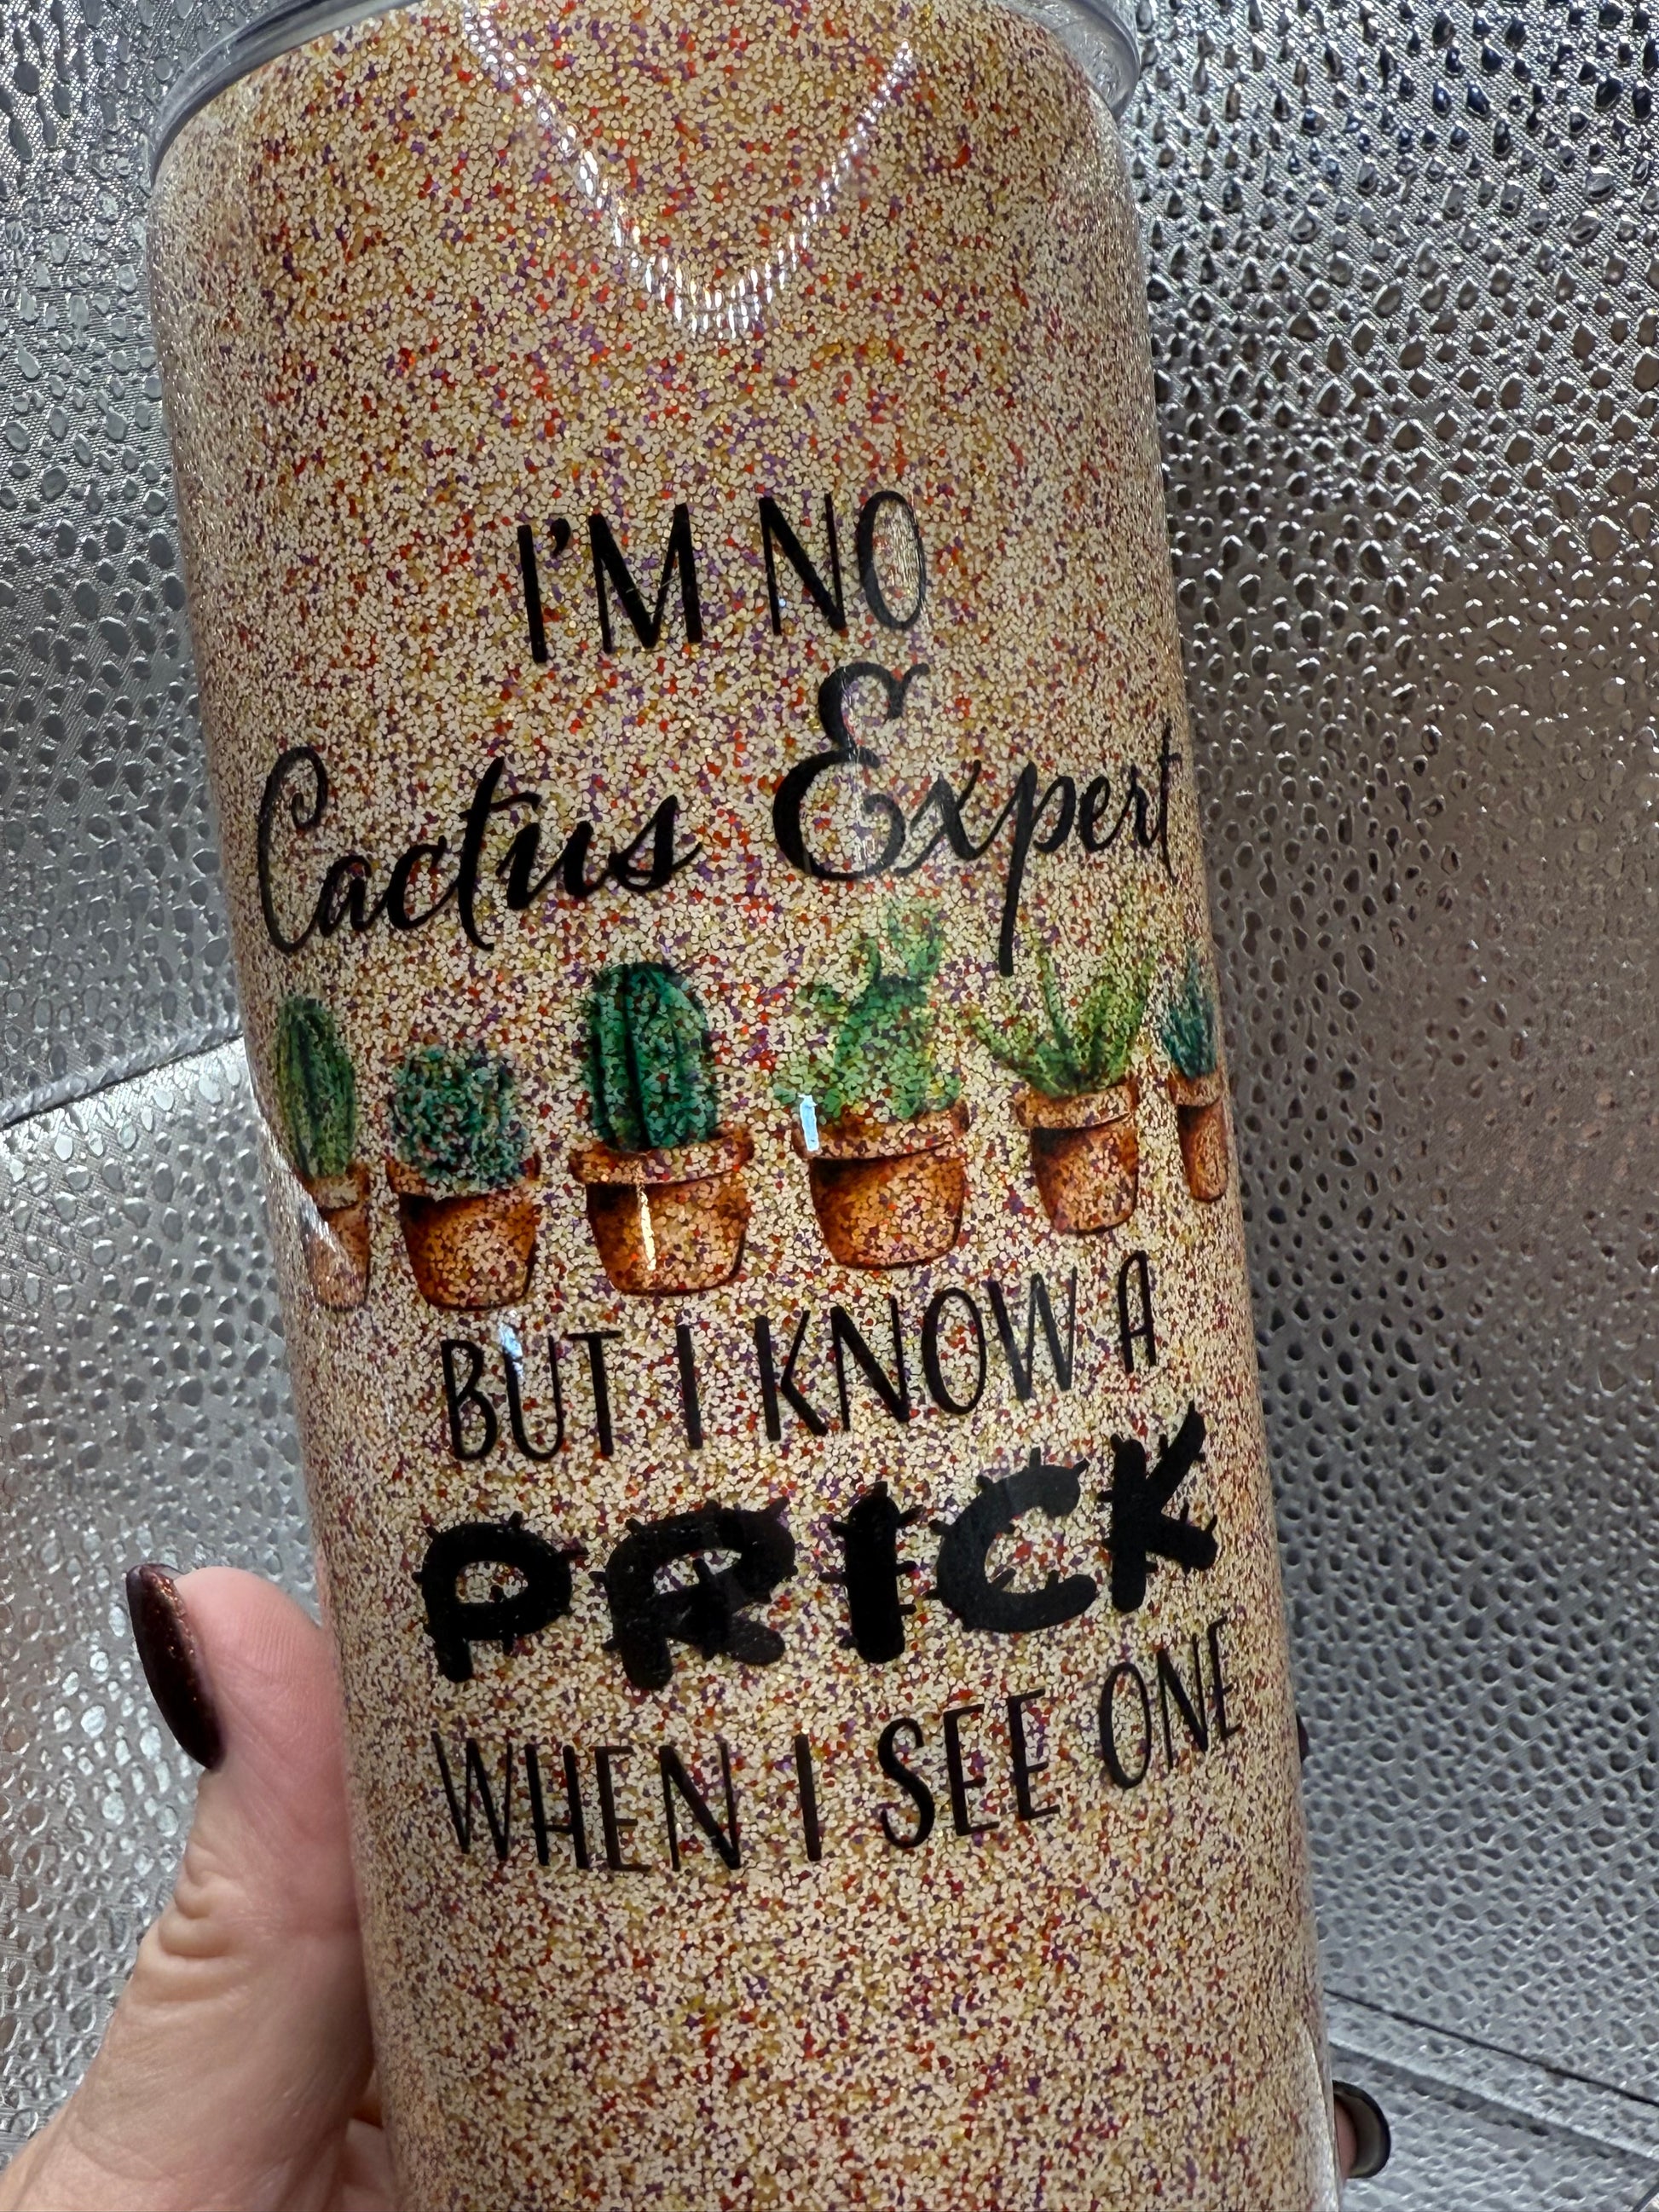 I'M NO
Cactus Expert
BUT I KNOW A
PRICK
WHEN I SEE ONE